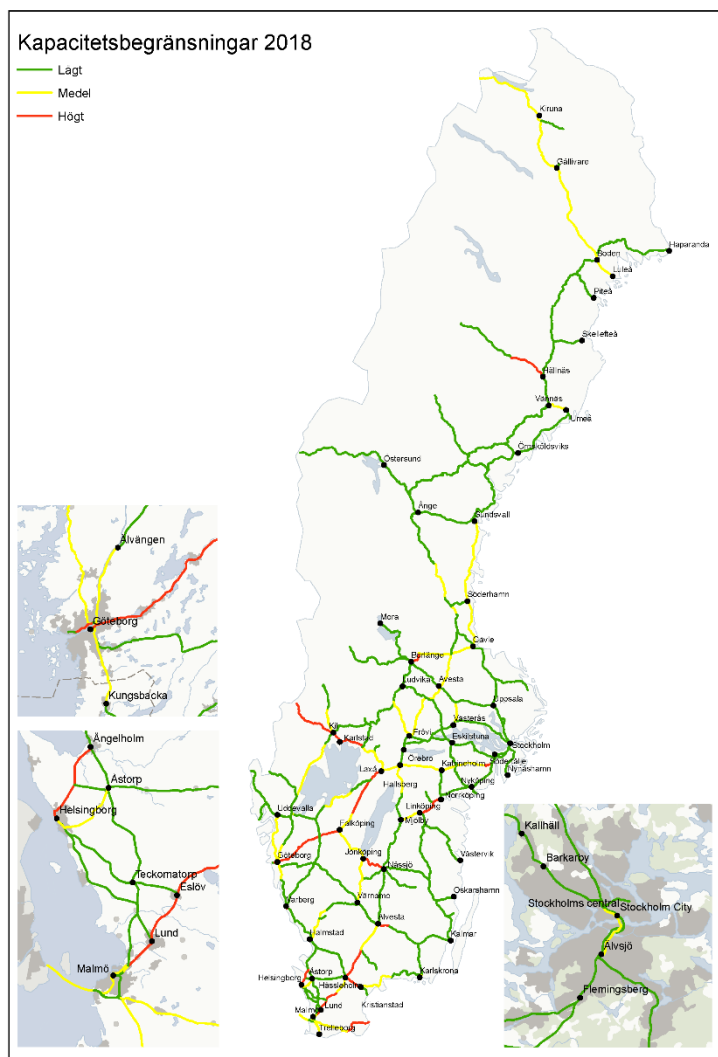 Kapacitetsbegränsningar 2018
Lågt
Medel
Högt
Kiruna
Gällivare
Haparanda
Boden
Luleå
Piteå
Skellefteå
Hällnäs
Vännäs
Umeå
Örnsköldsviks
Östersund
Ånge
Sundsvall
Söderhamn
Mora
Gävle
Borlänge
Ludvika
Avesta
Uppsala
Kil
Karlstad
Frövi
Västerås
Eskilstuna
Stockholm
Örebro
Södertälje
Laxå
Katrineholm
Nynäshamn
Hallsberg
Nyköping
Norrköping
Uddevalla
Linköping
Mjölby
Falköping
Göteborg
Jönköping
Nässjö
Västervik
Oskarshamn
Varberg
Värnamo
Alvesta
Halmstad
Kalmar
Åstorp
Helsingborg
Hässleholm
Karlskrona
Kristianstad
Lund
Malmö
Trelleborg
Älvängen
Göteborg
Kungsbacka
Ängelholm
Åstorp
Helsingborg
Teckomatorp
Eslöv
Lund
Malmö
Kallhäll
Barkarby
Stockholms central
Stockholm City
Älvsjö
Flemingsberg